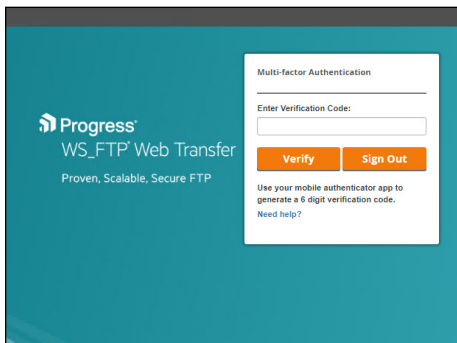 Multi-factor Authentication
Enter Verification Code:
Progress®
WS_FTP® Web Transfer
Proven, Scalable, Secure FTP
Verify
Sign Out
Use your mobile authenticator app to
generate a 6 digit verification code.
Need help?